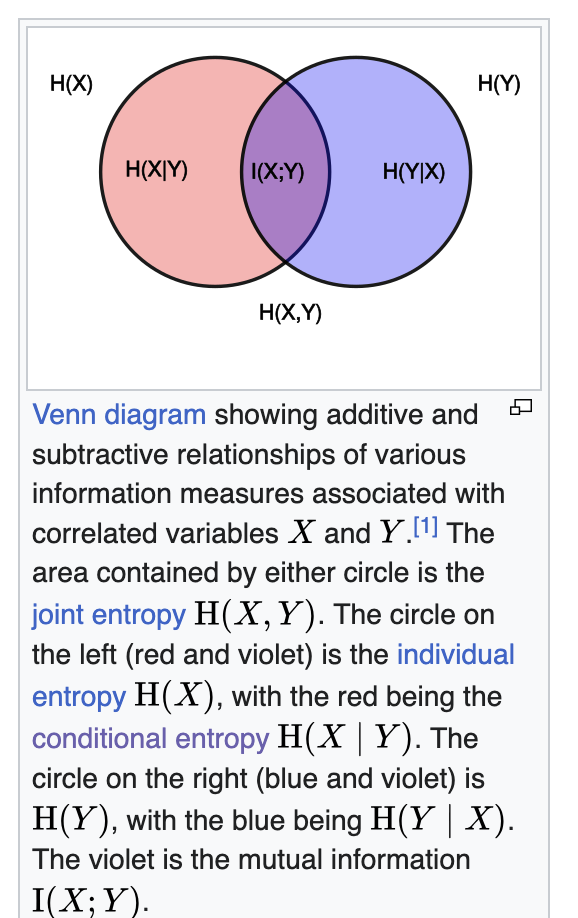 H(X) H(Y)
H(X|Y) I(X;Y) H(Y|X)
H(X,Y)
Venn diagram showing additive and
subtractive relationships of various
information measures associated with
correlated variables X and Y.[1] The
area contained by either circle is the
joint entropy H(X, Y). The circle on
the left (red and violet) is the individual
entropy H(X), with the red being the
conditional entropy H(X | Y). The
circle on the right (blue and violet) is
H(Y), with the blue being H(Y | X).
The violet is the mutual information
I(X; Y).